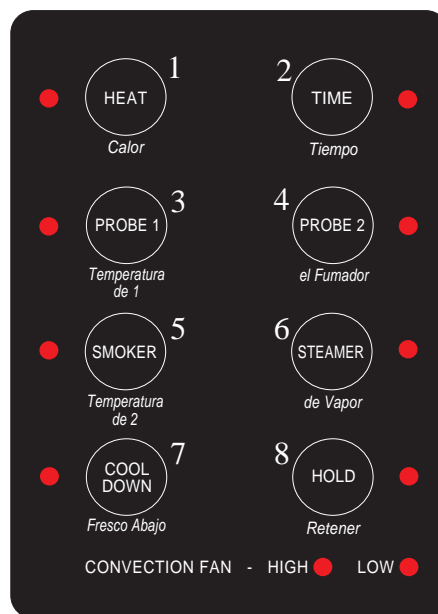 1
2
HEAT
TIME
Calor
Tiempo
3
4
PROBE 1
PROBE 2
Temperatura
de 1
el Fumador
5
6
SMOKER
STEAMER
Temperatura
de 2
de Vapor
7
8
COOL
DOWN
HOLD
Fresco Abajo
Retener
CONVECTION FAN - HIGH LOW